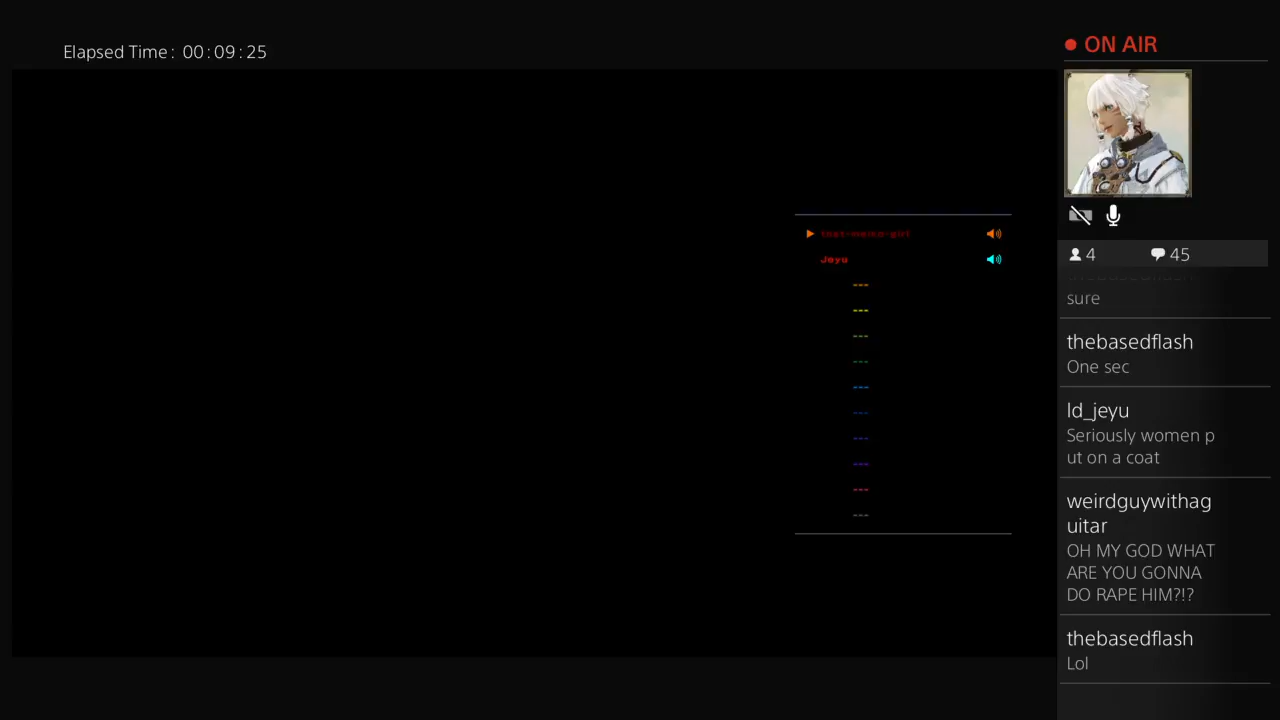 Elapsed Time: 00:09:25
ON AIR
4
45
Jeyu
---
---
---
---
---
---
---
---
---
---
sure
thebasedflash
One sec
ld_jeyu
Seriously women p
ut on a coat
weirdguywithag
uitar
OH MY GOD WHAT
ARE YOU GONNA
DO RAPE HIM?!?
thebasedflash
Lol